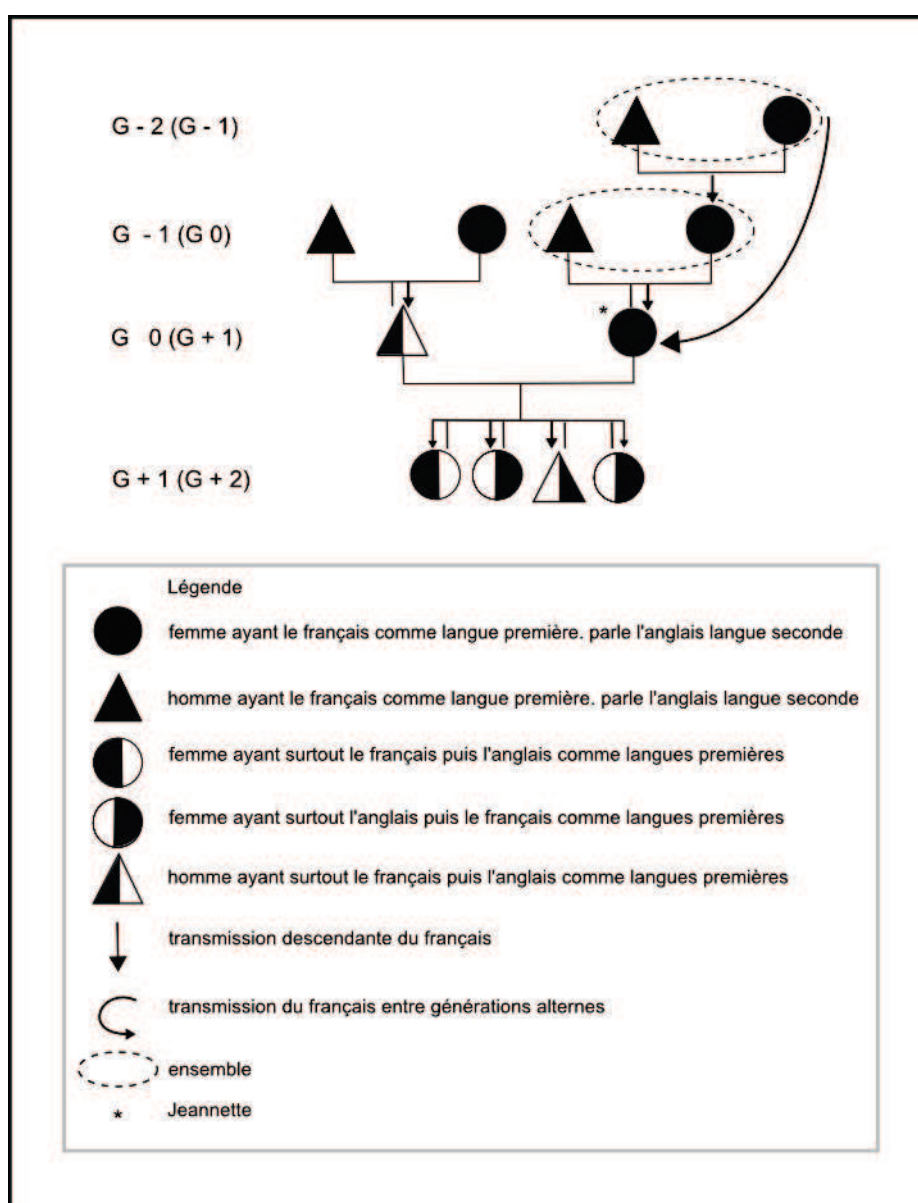 G - 2 (G - 1)
G - 1 (G 0)
*
G 0 (G + 1)
G + 1 (G + 2)
Légende
femme ayant le français comme langue première. parle l'anglais langue seconde
homme ayant le français comme langue première. parle l'anglais langue seconde
femme ayant surtout le français puis l'anglais comme langues premières
femme ayant surtout l'anglais puis le français comme langues premières
homme ayant surtout le français puis l'anglais comme langues premières
transmission descendante du français
transmission du français entre générations alternes
ensemble
* Jeannette